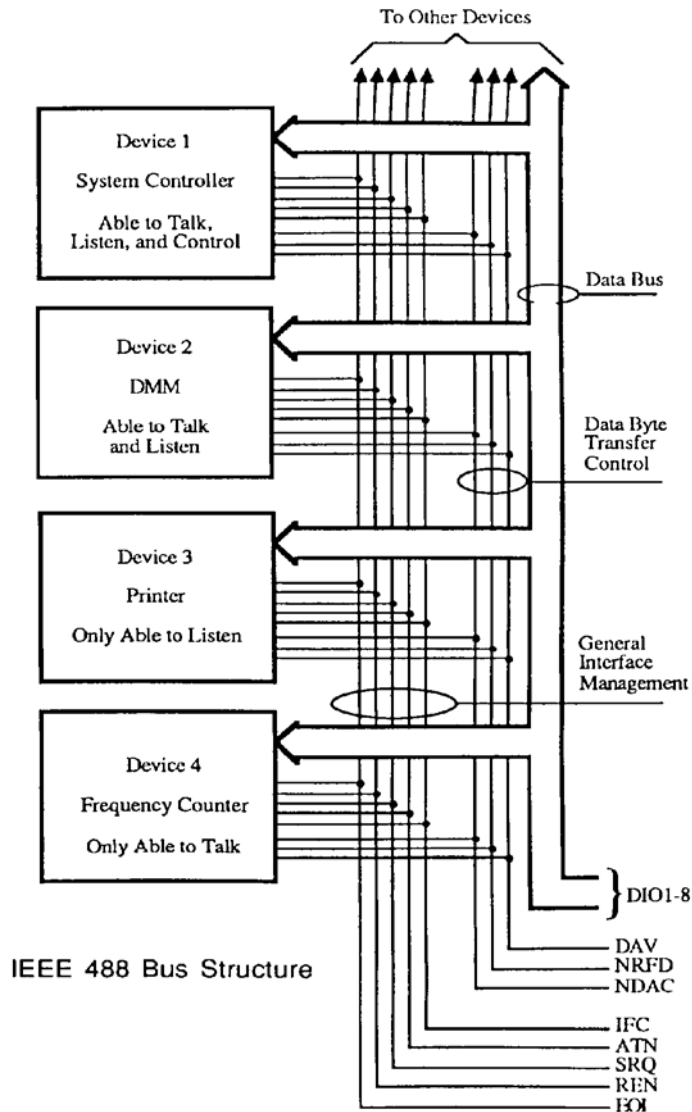 To Other Devices
Device 1
System Controller
Able to Talk,
Listen, and Control
Data Bus
Device 2
DMM
Able to Talk
and Listen
Data Byte
Transfer
Control
Device 3
Printer
Only Able to Listen
General
Interface
Management
Device 4
Frequency Counter
Only Able to Talk
DIO1-8
IEEE 488 Bus Structure
DAV
NRFD
NDAC
IFC
ATN
SRQ
REN
EOI